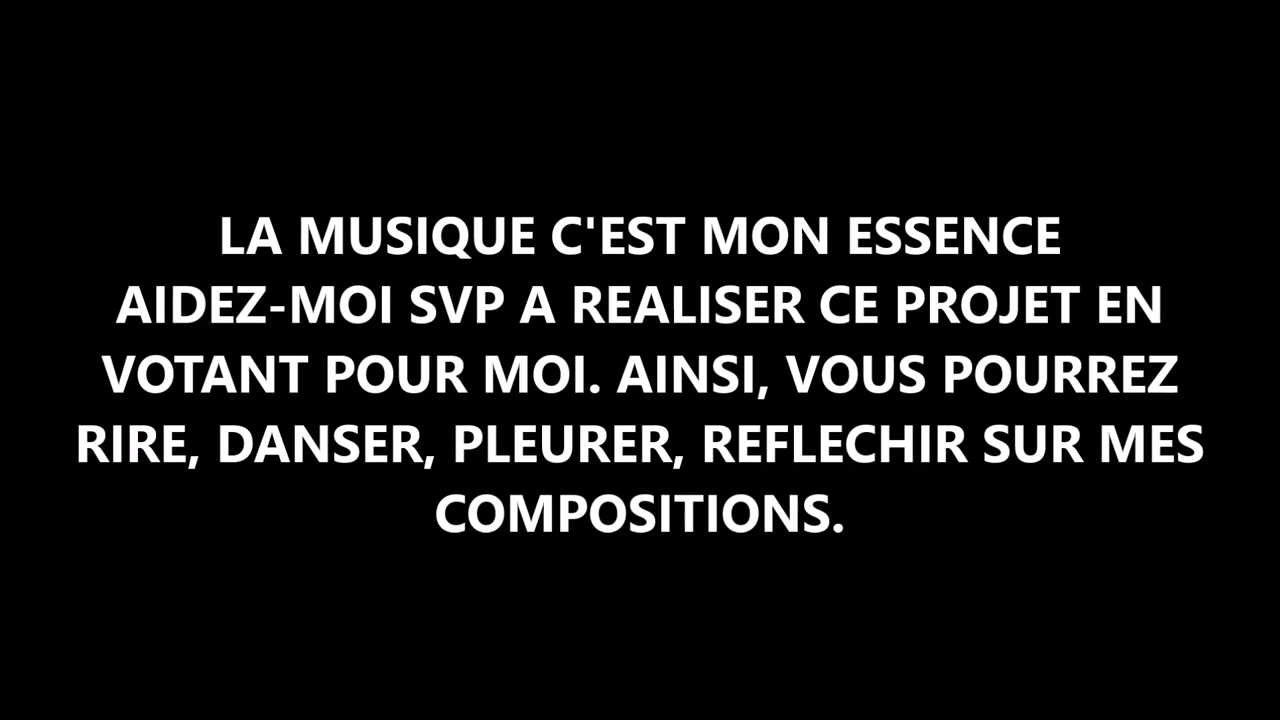 LA MUSIQUE C'EST MON ESSENCE
AIDEZ-MOI SVP A REALISER CE PROJET EN
VOTANT POUR MOI. AINSI, VOUS POURREZ
RIRE, DANSER, PLEURER, REFLECHIR SUR MES
COMPOSITIONS.